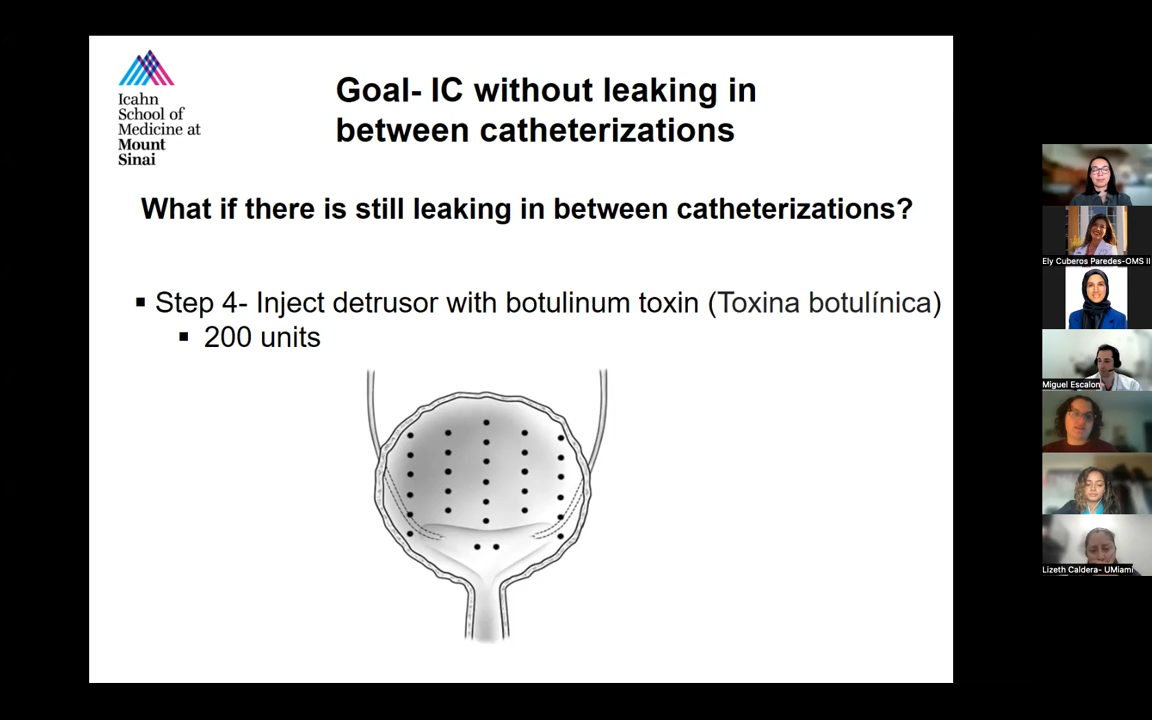 Icahn
School of
Medicine at
Mount
Sinai
Goal- IC without leaking in
between catheterizations
What if there is still leaking in between catheterizations?
▪ Step 4- Inject detrusor with botulinum toxin (Toxina botulínica)
▪ 200 units
Ely Cuberos Paredes-OMS II
Miguel Escalon
Lizeth Caldera- UMiami